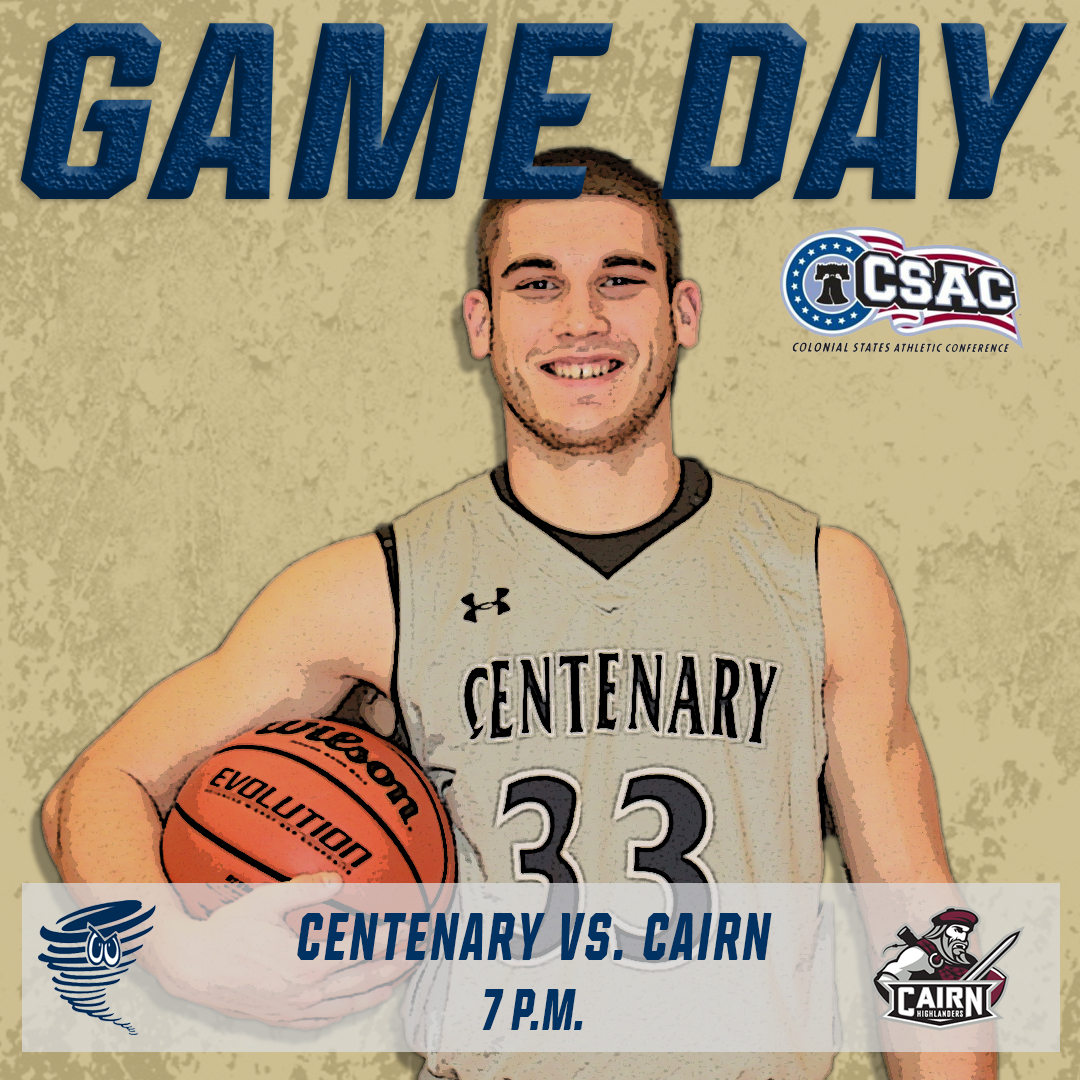 GAME DAY
CSAC
COLONIAL STATES ATHLETIC CONFERENCE
CENTENARY
33
Wilson
EVOLUTION
CENTENARY VS. CAIRN
7 P.M.
CAIRN
HIGHLANDERS